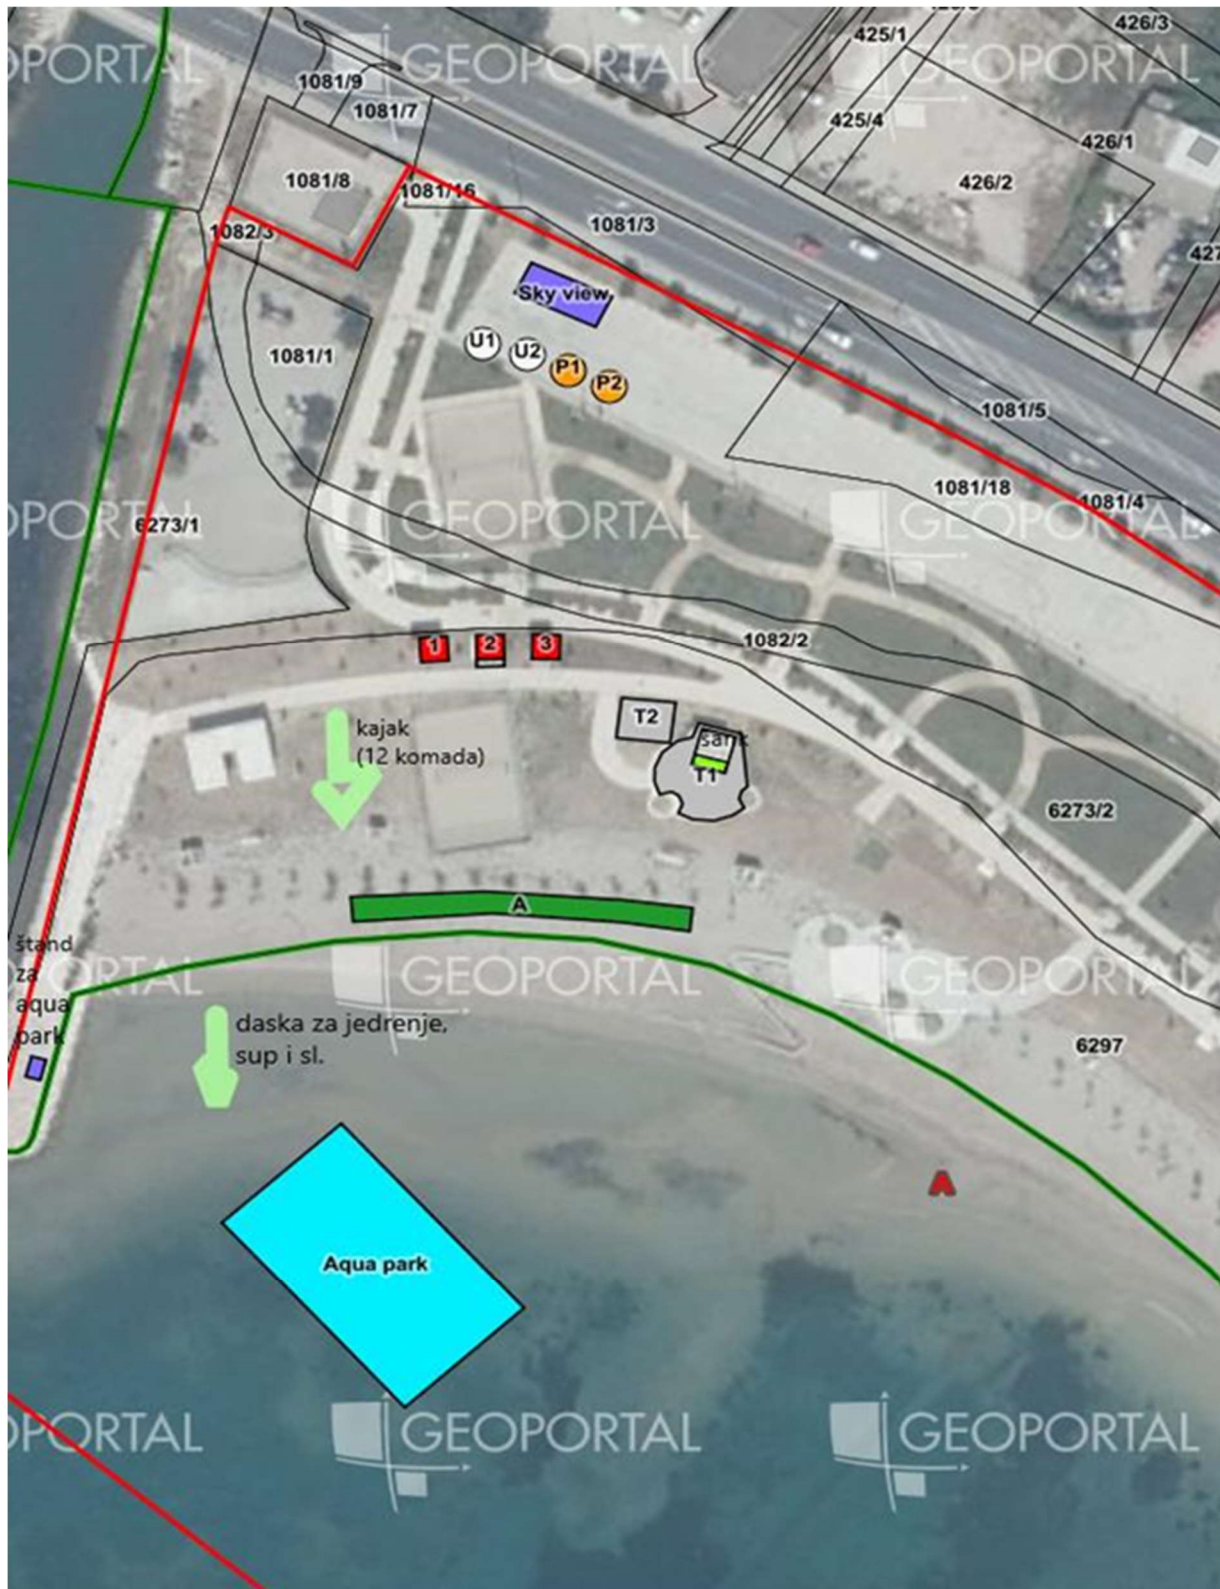 426/3
425/1
GEOPORTAL
GEOPORTAL
GEOPORTAL
1081/9
1081/7
425/4
426/1
1081/8
1081/16
426/2
1082/3
1081/3
Sky view
U1
U2
P1
P2
1081/1
1081/5
1081/18
1081/4
6273/1
GEOPORTAL
GEOPORTAL
1
2
3
1082/2
T2
šank
T1
kajak
(12 komada)
6273/2
A
štand
za
aqua
park
GEOPORTAL
GEOPORTAL
daska za jedrenje,
sup i sl.
6297
A
Aqua park
GEOPORTAL
GEOPORTAL